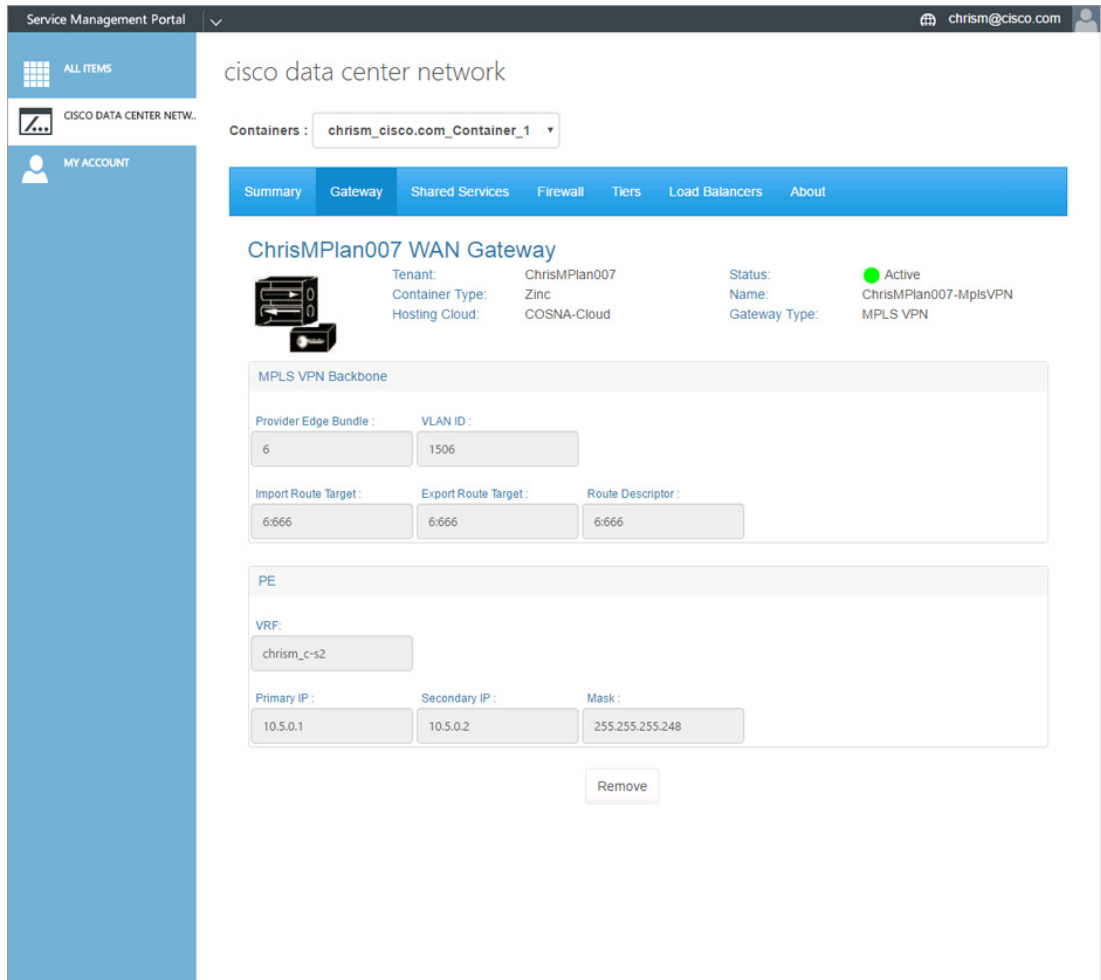 Service Management Portal
chrism@cisco.com
ALL ITEMS
CISCO DATA CENTER NETW..
MY ACCOUNT
cisco data center network
Containers : chrism_cisco.com_Container_1
Summary Gateway Shared Services Firewall Tiers Load Balancers About
ChrisMPlan007 WAN Gateway
Tenant: ChrisMPlan007 Status: Active
Container Type: Zinc Name: ChrisMPlan007-MplsVPN
Hosting Cloud: COSNA-Cloud Gateway Type: MPLS VPN
MPLS VPN Backbone
Provider Edge Bundle : VLAN ID :
6 1506
Import Route Target : Export Route Target : Route Descriptor :
6:666 6:666 6:666
PE
VRF:
chrism_c-s2
Primary IP : Secondary IP : Mask :
10.5.0.1 10.5.0.2 255.255.255.248
Remove